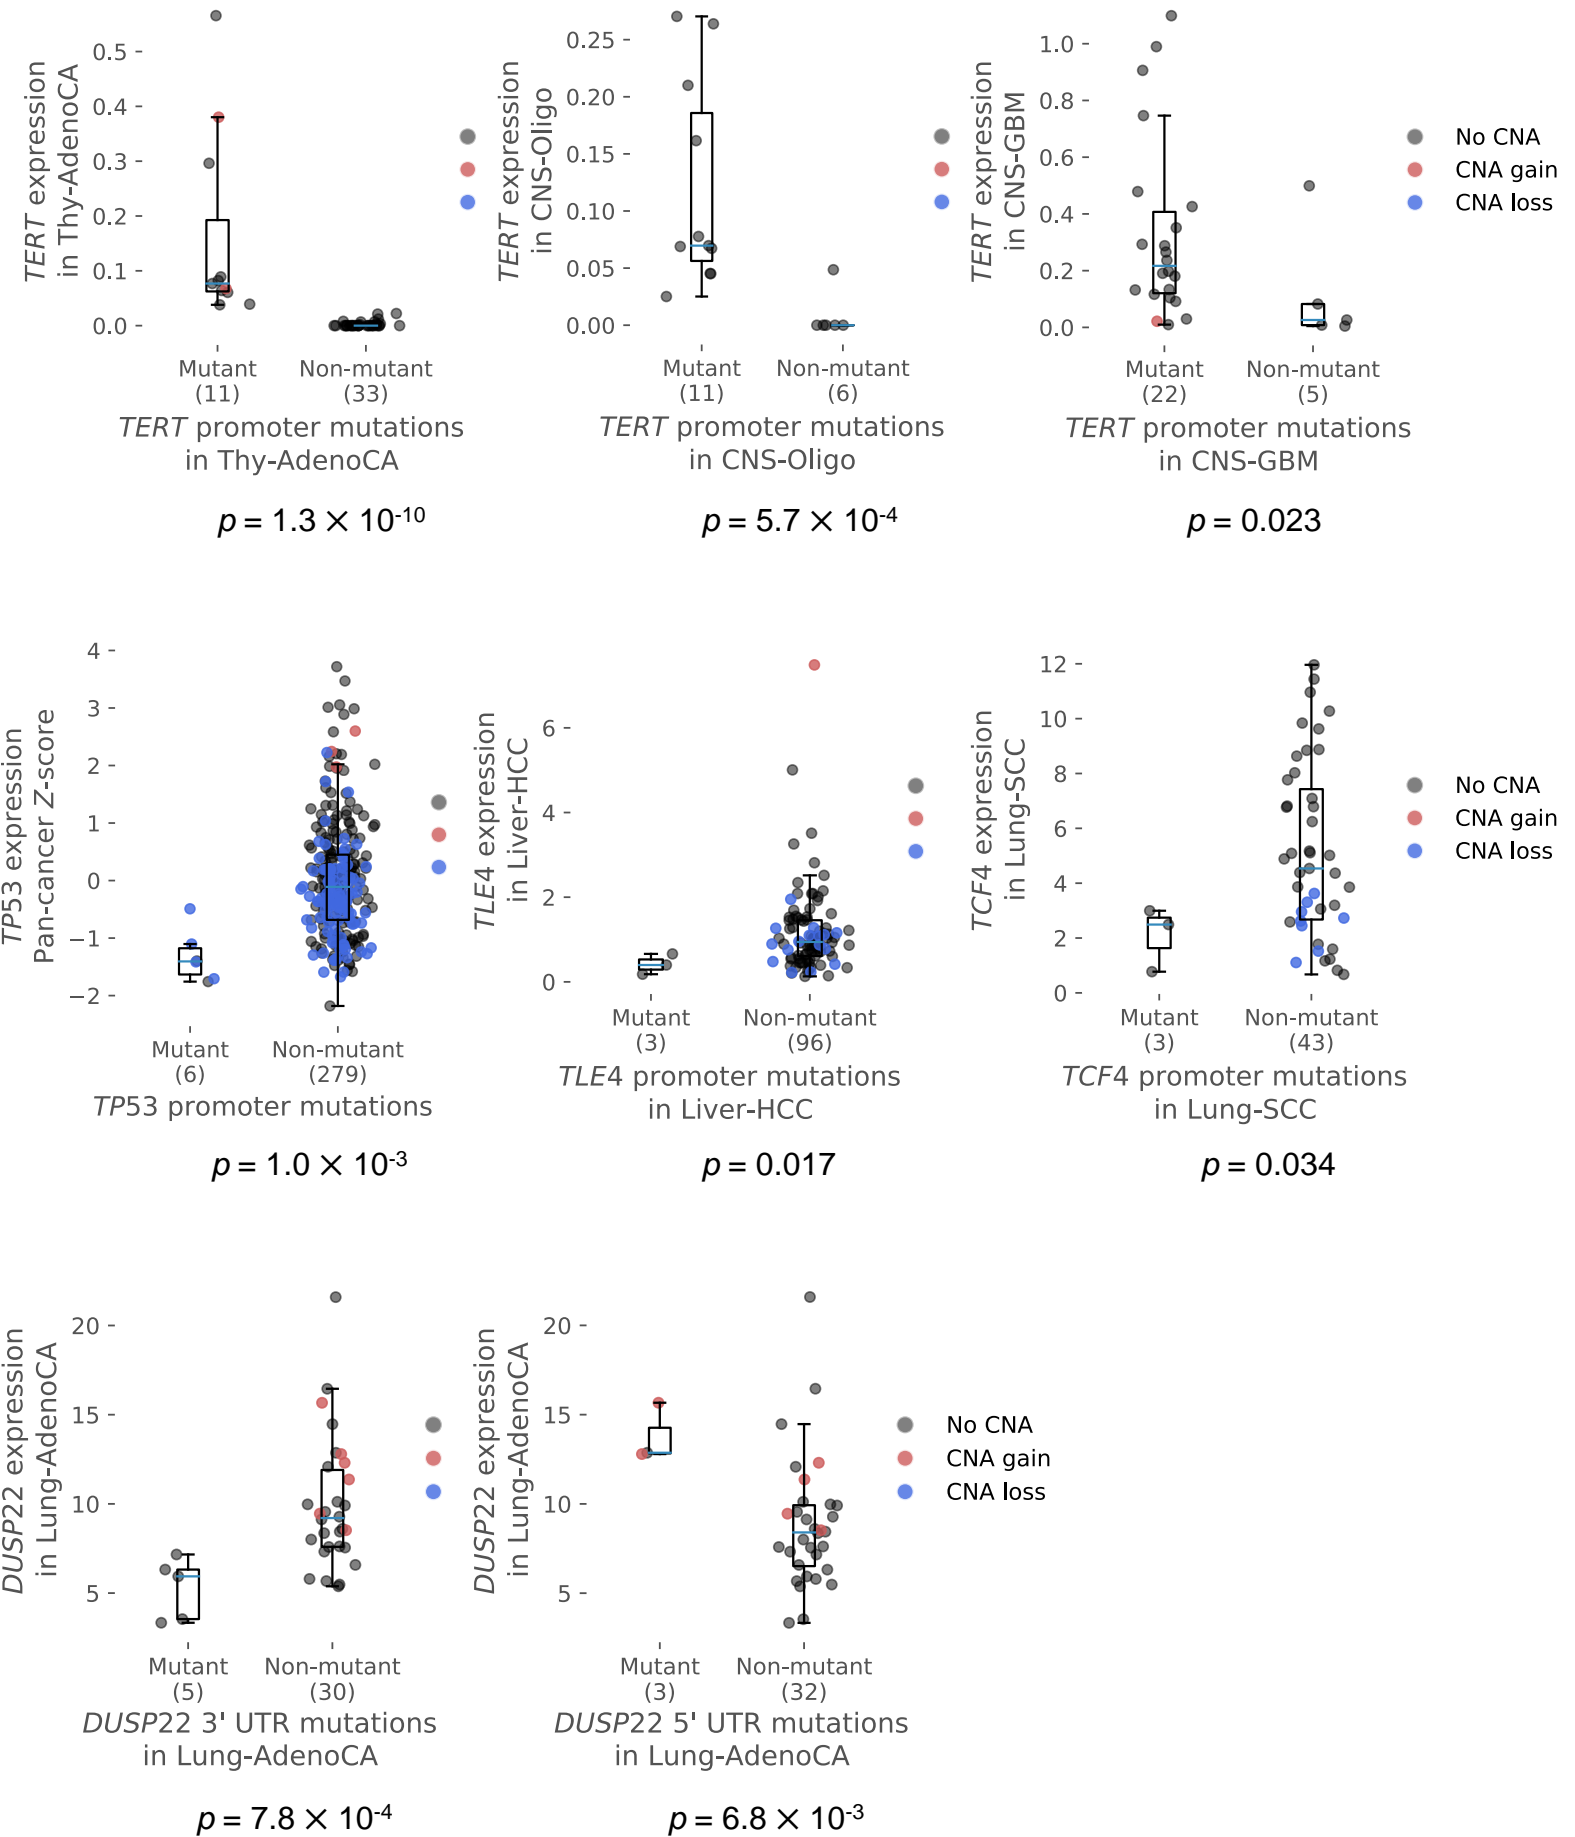 TERT expression
in Thy-AdenoCA
0.5
0.4
0.3
0.2
0.1
0.0
Mutant
(11)
Non-mutant
(33)
TERT promoter mutations
in Thy-AdenoCA
p = 1.3 × 10-10
TERT expression
in CNS-Oligo
0.25
0.20
0.15
0.10
0.05
0.00
Mutant
(11)
Non-mutant
(6)
TERT promoter mutations
in CNS-Oligo
p = 5.7 × 10-4
TERT expression
in CNS-GBM
1.0
0.8
0.6
0.4
0.2
0.0
Mutant
(22)
Non-mutant
(5)
TERT promoter mutations
in CNS-GBM
p = 0.023
No CNA
CNA gain
CNA loss
TP53 expression
Pan-cancer Z-score
4
3
2
1
0
−1
−2
Mutant
(6)
Non-mutant
(279)
TP53 promoter mutations
p = 1.0 × 10-3
TLE4 expression
in Liver-HCC
6
4
2
0
Mutant
(3)
Non-mutant
(96)
TLE4 promoter mutations
in Liver-HCC
p = 0.017
TCF4 expression
in Lung-SCC
12
10
8
6
4
2
0
Mutant
(3)
Non-mutant
(43)
TCF4 promoter mutations
in Lung-SCC
p = 0.034
No CNA
CNA gain
CNA loss
DUSP22 expression
in Lung-AdenoCA
20
15
10
5
Mutant
(5)
Non-mutant
(30)
DUSP22 3' UTR mutations
in Lung-AdenoCA
p = 7.8 × 10-4
DUSP22 expression
in Lung-AdenoCA
20
15
10
5
Mutant
(3)
Non-mutant
(32)
DUSP22 5' UTR mutations
in Lung-AdenoCA
p = 6.8 × 10-3
No CNA
CNA gain
CNA loss